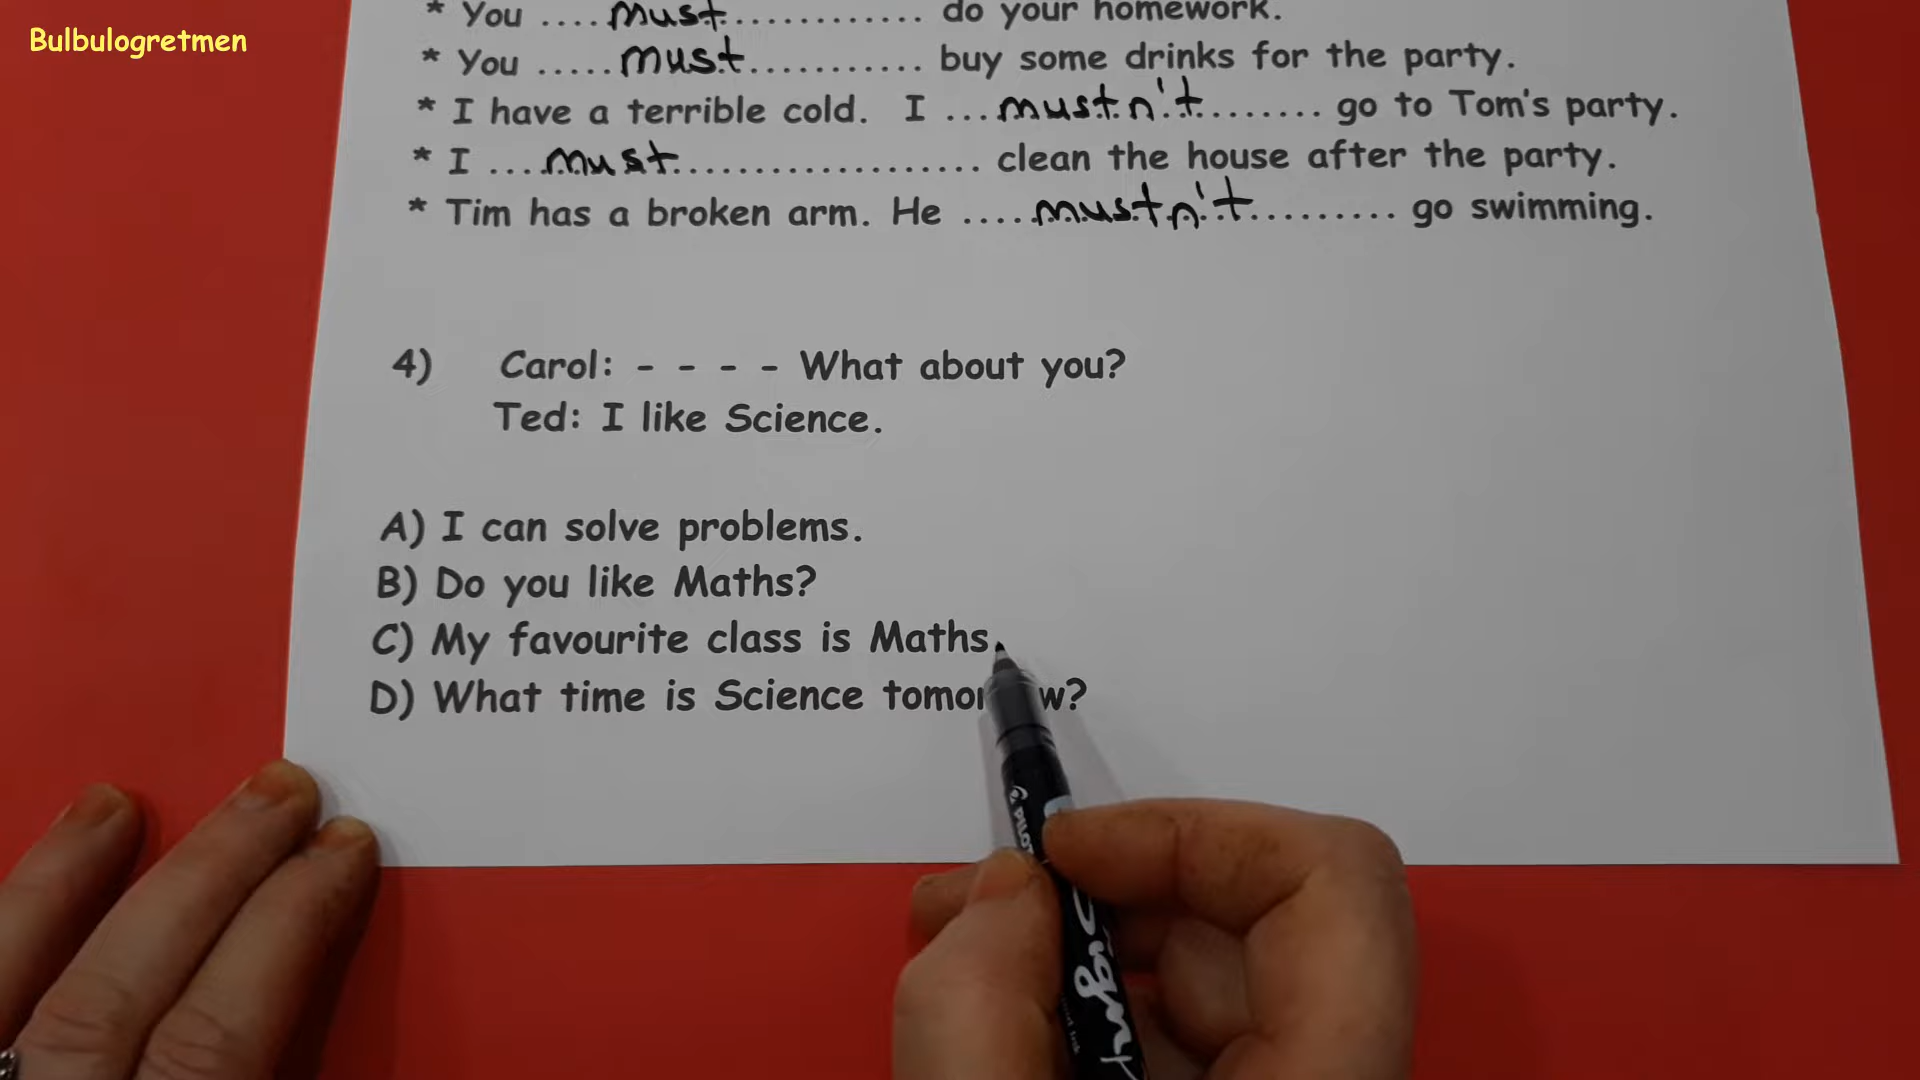 Bulbulogretmen
* You ....must............. do your homework.
* You .....must............ buy some drinks for the party.
* I have a terrible cold. I ...mustn't........ go to Tom's party.
* I ....must.................... clean the house after the party.
* Tim has a broken arm. He .....mustn't......... go swimming.
4) Carol: - - - - What about you?
Ted: I like Science.
A) I can solve problems.
B) Do you like Maths?
C) My favourite class is Maths.
D) What time is Science tomorrow?
PILOT